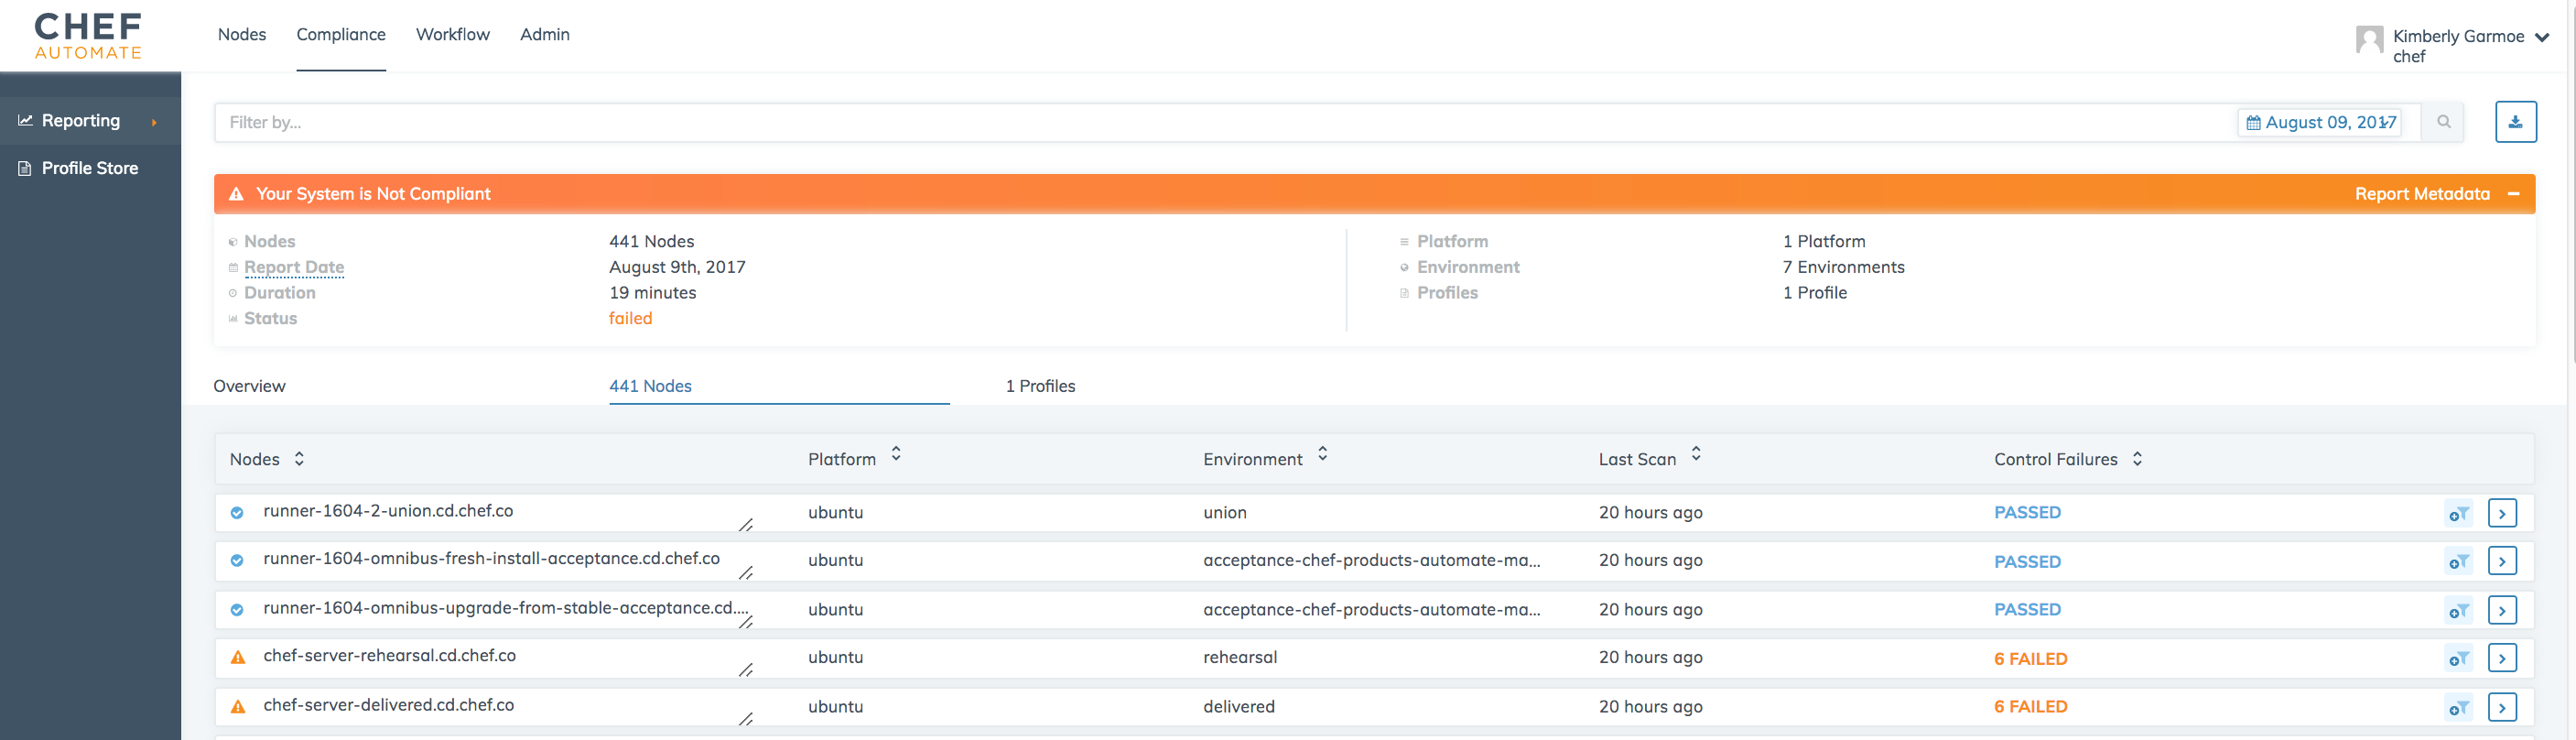 CHEF
AUTOMATE
Nodes Compliance Workflow Admin
Kimberly Garmoe
chef
Reporting
Profile Store
Filter by...
August 09, 2017
Your System is Not Compliant
Report Metadata
Nodes 441 Nodes
Report Date August 9th, 2017
Duration 19 minutes
Status failed
Platform 1 Platform
Environment 7 Environments
Profiles 1 Profile
Overview 441 Nodes 1 Profiles
Nodes Platform Environment Last Scan Control Failures
runner-1604-2-union.cd.chef.co ubuntu union 20 hours ago PASSED
runner-1604-omnibus-fresh-install-acceptance.cd.chef.co ubuntu acceptance-chef-products-automate-ma... 20 hours ago PASSED
runner-1604-omnibus-upgrade-from-stable-acceptance.cd.... ubuntu acceptance-chef-products-automate-ma... 20 hours ago PASSED
chef-server-rehearsal.cd.chef.co ubuntu rehearsal 20 hours ago 6 FAILED
chef-server-delivered.cd.chef.co ubuntu delivered 20 hours ago 6 FAILED